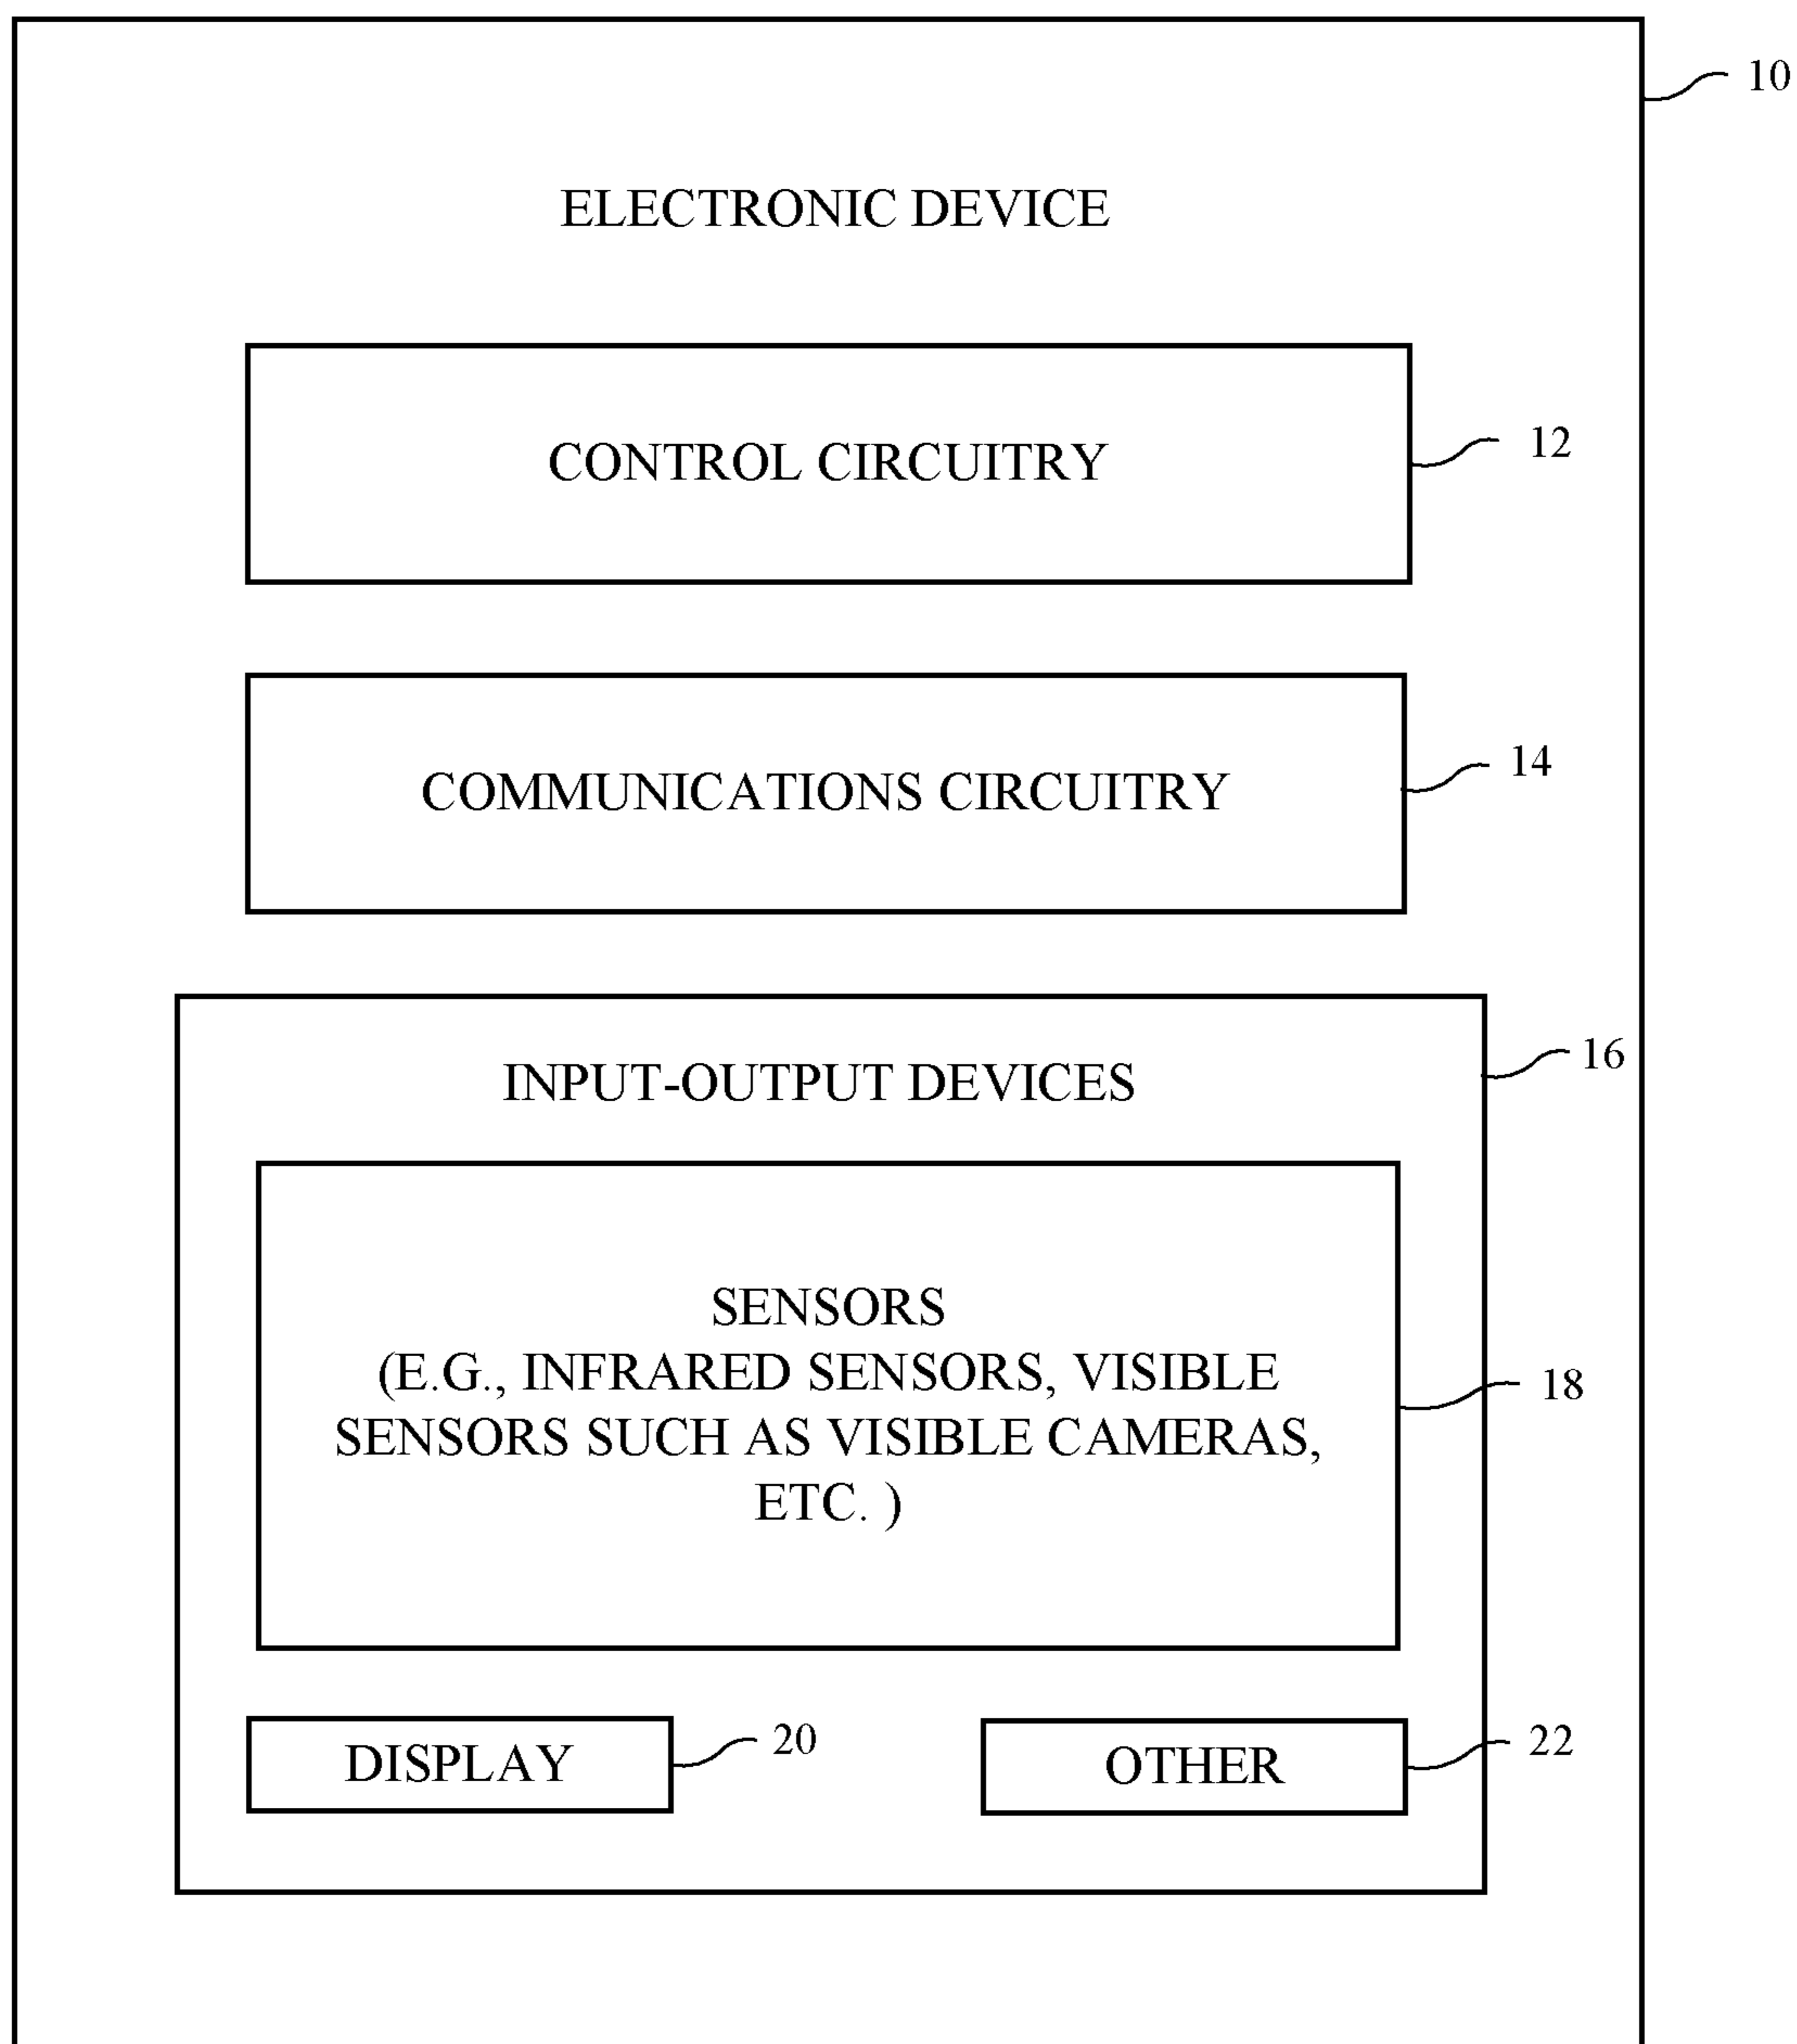 10
ELECTRONIC DEVICE
CONTROL CIRCUITRY
12
COMMUNICATIONS CIRCUITRY
14
INPUT-OUTPUT DEVICES
16
SENSORS
(E.G., INFRARED SENSORS, VISIBLE
SENSORS SUCH AS VISIBLE CAMERAS,
ETC. )
18
DISPLAY
20
OTHER
22